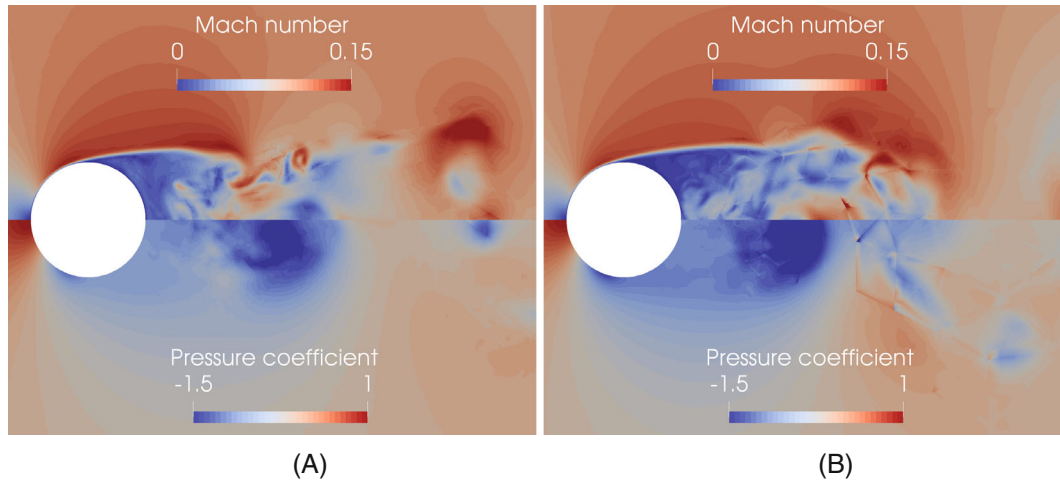 Mach number
0 0.15
Pressure coefficient
-1.5 1
Mach number
0 0.15
Pressure coefficient
-1.5 1
(A)
(B)